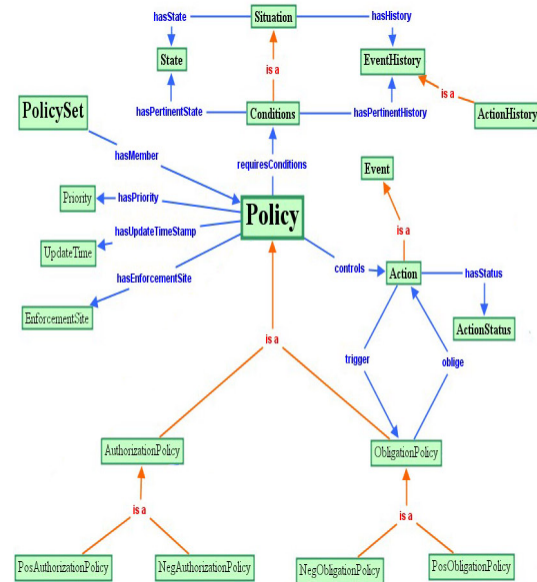 hasState
Situation
hasHistory
State
is a
EventHistory
is a
hasPertinentState
Conditions
hasPertinentHistory
ActionHistory
PolicySet
hasMember
requiresConditions
Event
Priority
hasPriority
Policy
is a
hasUpdateTimeStamp
UpdateTime
controls
Action
hasStatus
hasEnforcementSite
EnforcementSite
ActionStatus
is a
trigger
oblige
AuthorizationPolicy
ObligationPolicy
is a
is a
PosAuthorizationPolicy
NegAuthorizationPolicy
NegObligationPolicy
PosObligationPolicy